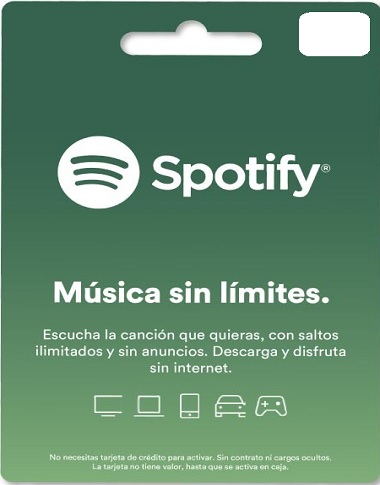 Spotify®
Música sin límites.
Escucha la canción que quieras, con saltos
ilimitados y sin anuncios. Descarga y disfruta
sin internet.
No necesitas tarjeta de crédito para activar. Sin contrato ni cargos ocultos.
La tarjeta no tiene valor, hasta que se activa en caja.